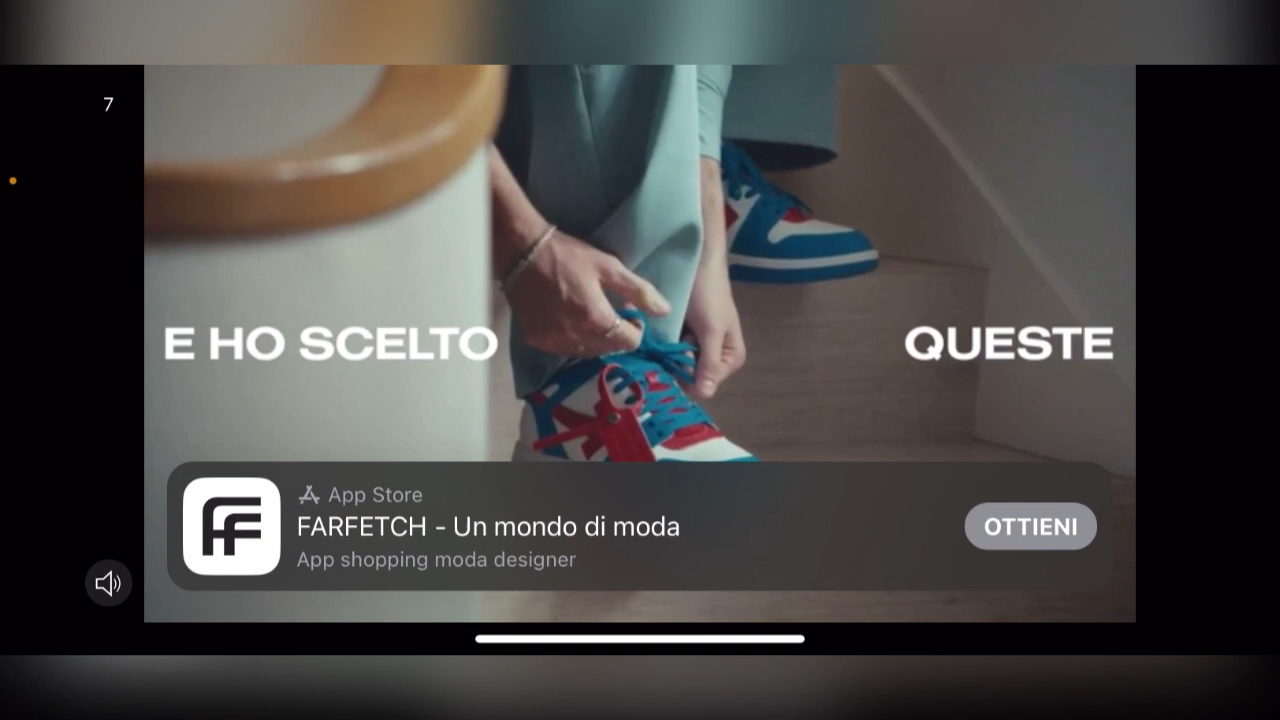 7
E HO SCELTO QUESTE
App Store
FARFETCH - Un mondo di moda
App shopping moda designer
OTTIENI